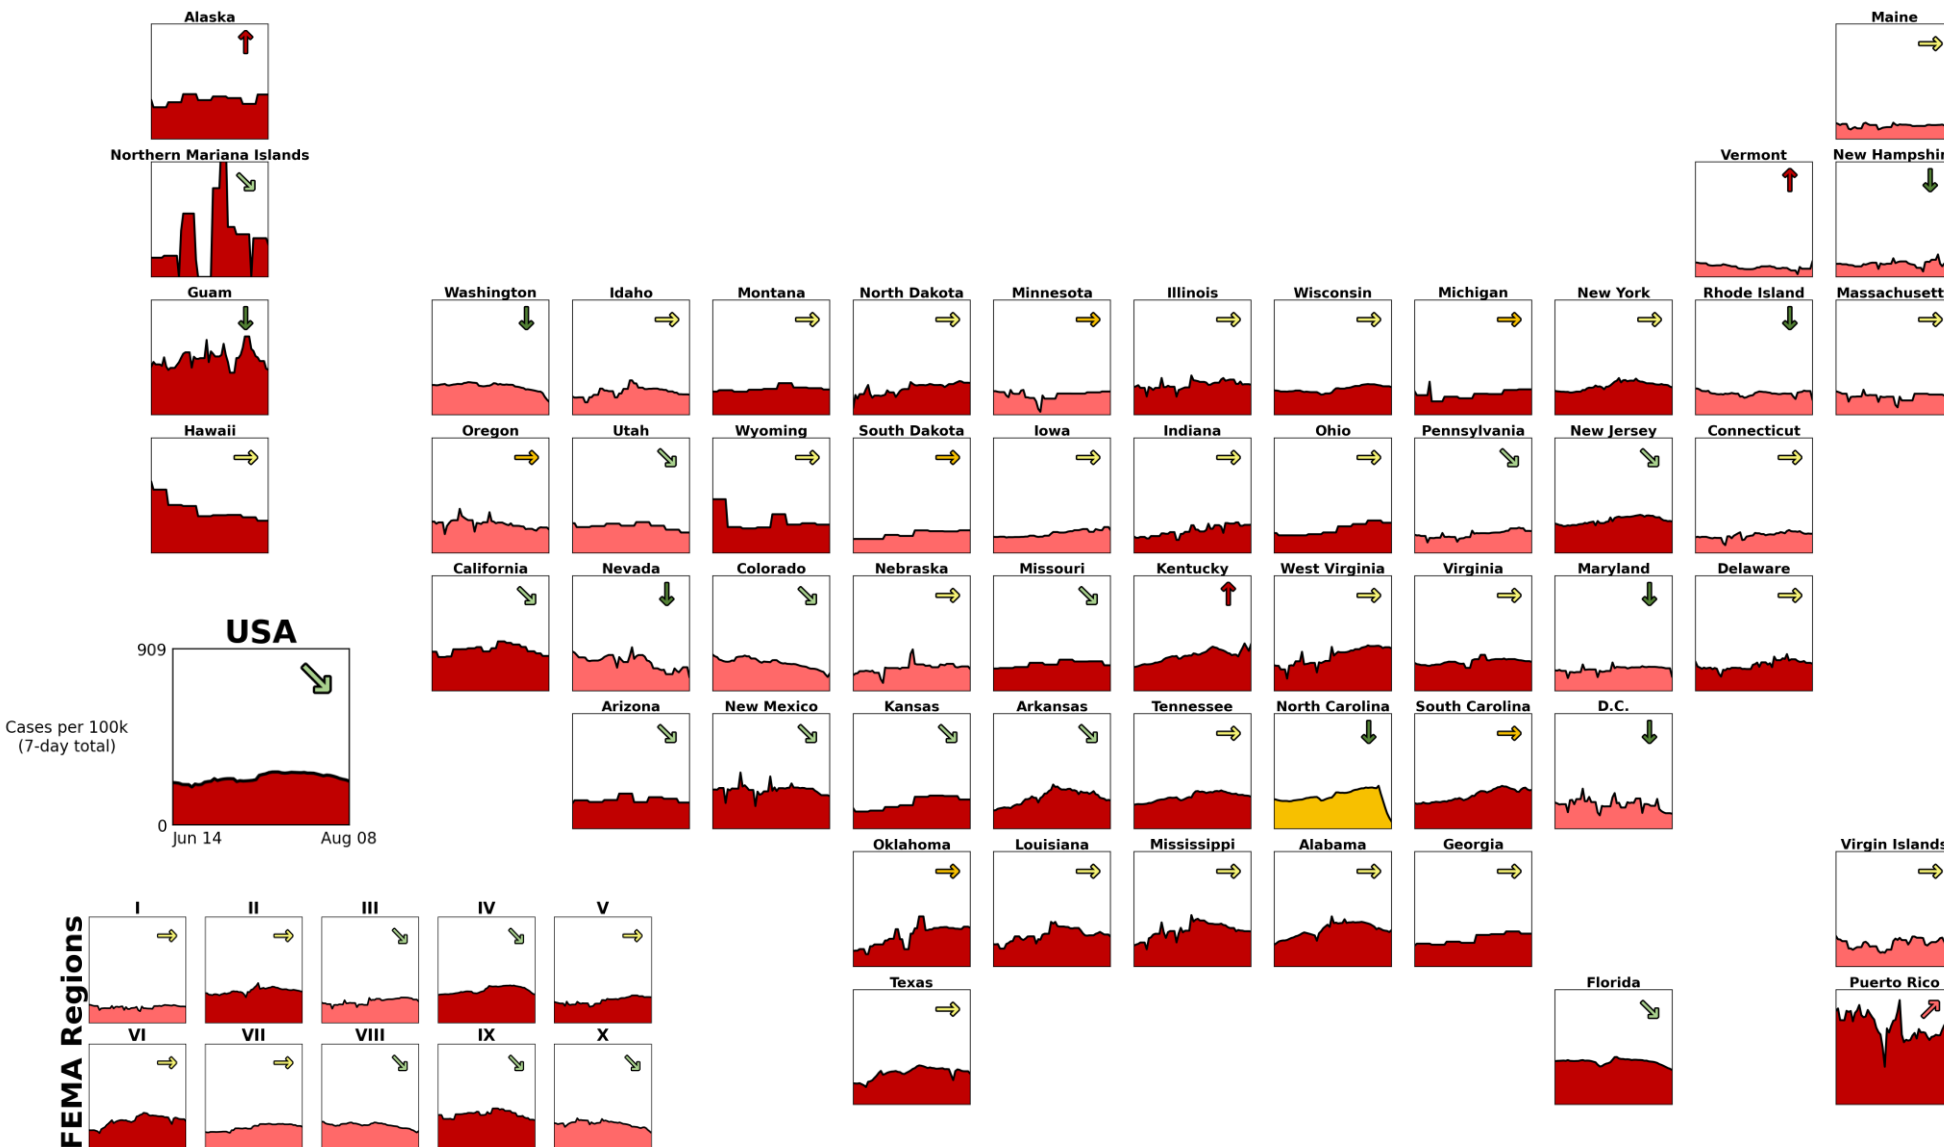 Alaska
Maine
Northern Mariana Islands
Vermont
New Hampshir
Guam
Washington
Idaho
Montana
North Dakota
Minnesota
Illinois
Wisconsin
Michigan
New York
Rhode Island
Massachusett
Hawaii
Oregon
Utah
Wyoming
South Dakota
Iowa
Indiana
Ohio
Pennsylvania
New Jersey
Connecticut
California
Nevada
Colorado
Nebraska
Missouri
Kentucky
West Virginia
Virginia
Maryland
Delaware
USA
909
Cases per 100k
(7-day total)
0
Jun 14
Aug 08
Arizona
New Mexico
Kansas
Arkansas
Tennessee
North Carolina
South Carolina
D.C.
Oklahoma
Louisiana
Mississippi
Alabama
Georgia
Virgin Islands
Texas
Florida
Puerto Rico
FEMA Regions
I
II
III
IV
V
VI
VII
VIII
IX
X